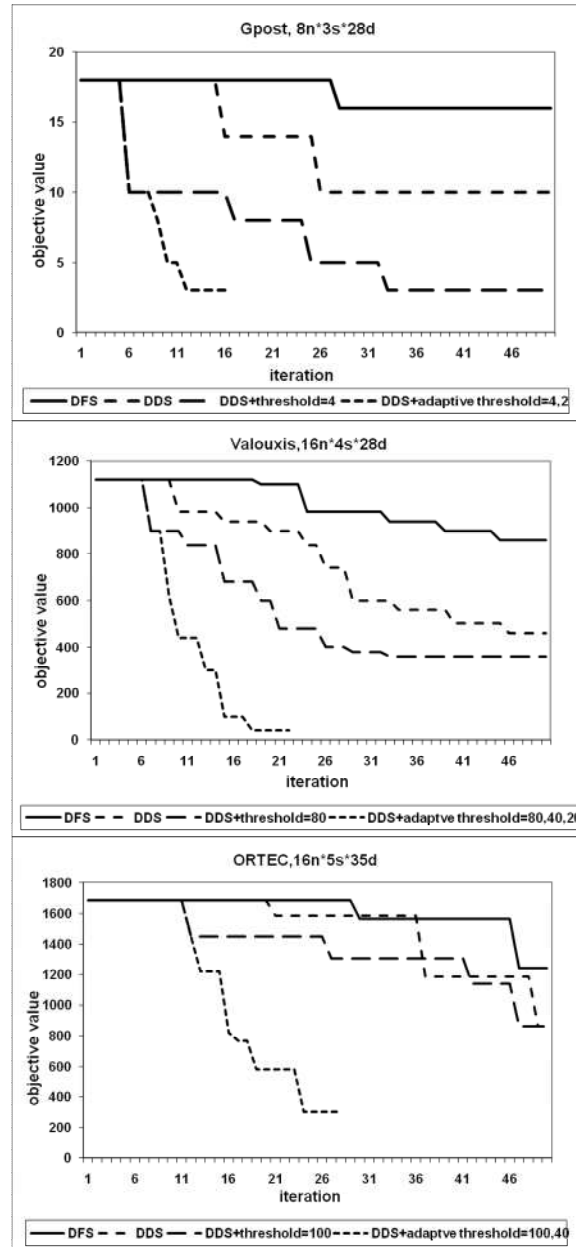 Gpost, 8n*3s*28d
20
15
10
5
0
objective value
1 6 11 16 21 26 31 36 41 46
iteration
DFS DDS DDS+threshold=4 DDS+adaptive threshold=4,2
Valouxis,16n*4s*28d
1200
1000
800
600
400
200
0
objective value
1 6 11 16 21 26 31 36 41 46
iteration
DFS DDS DDS+threshold=80 DDS+adaptve threshold=80,40,20
ORTEC,16n*5s*35d
1800
1600
1400
1200
1000
800
600
400
200
0
objective value
1 6 11 16 21 26 31 36 41 46
iteration
DFS DDS DDS+threshold=100 DDS+adaptve threshold=100,40